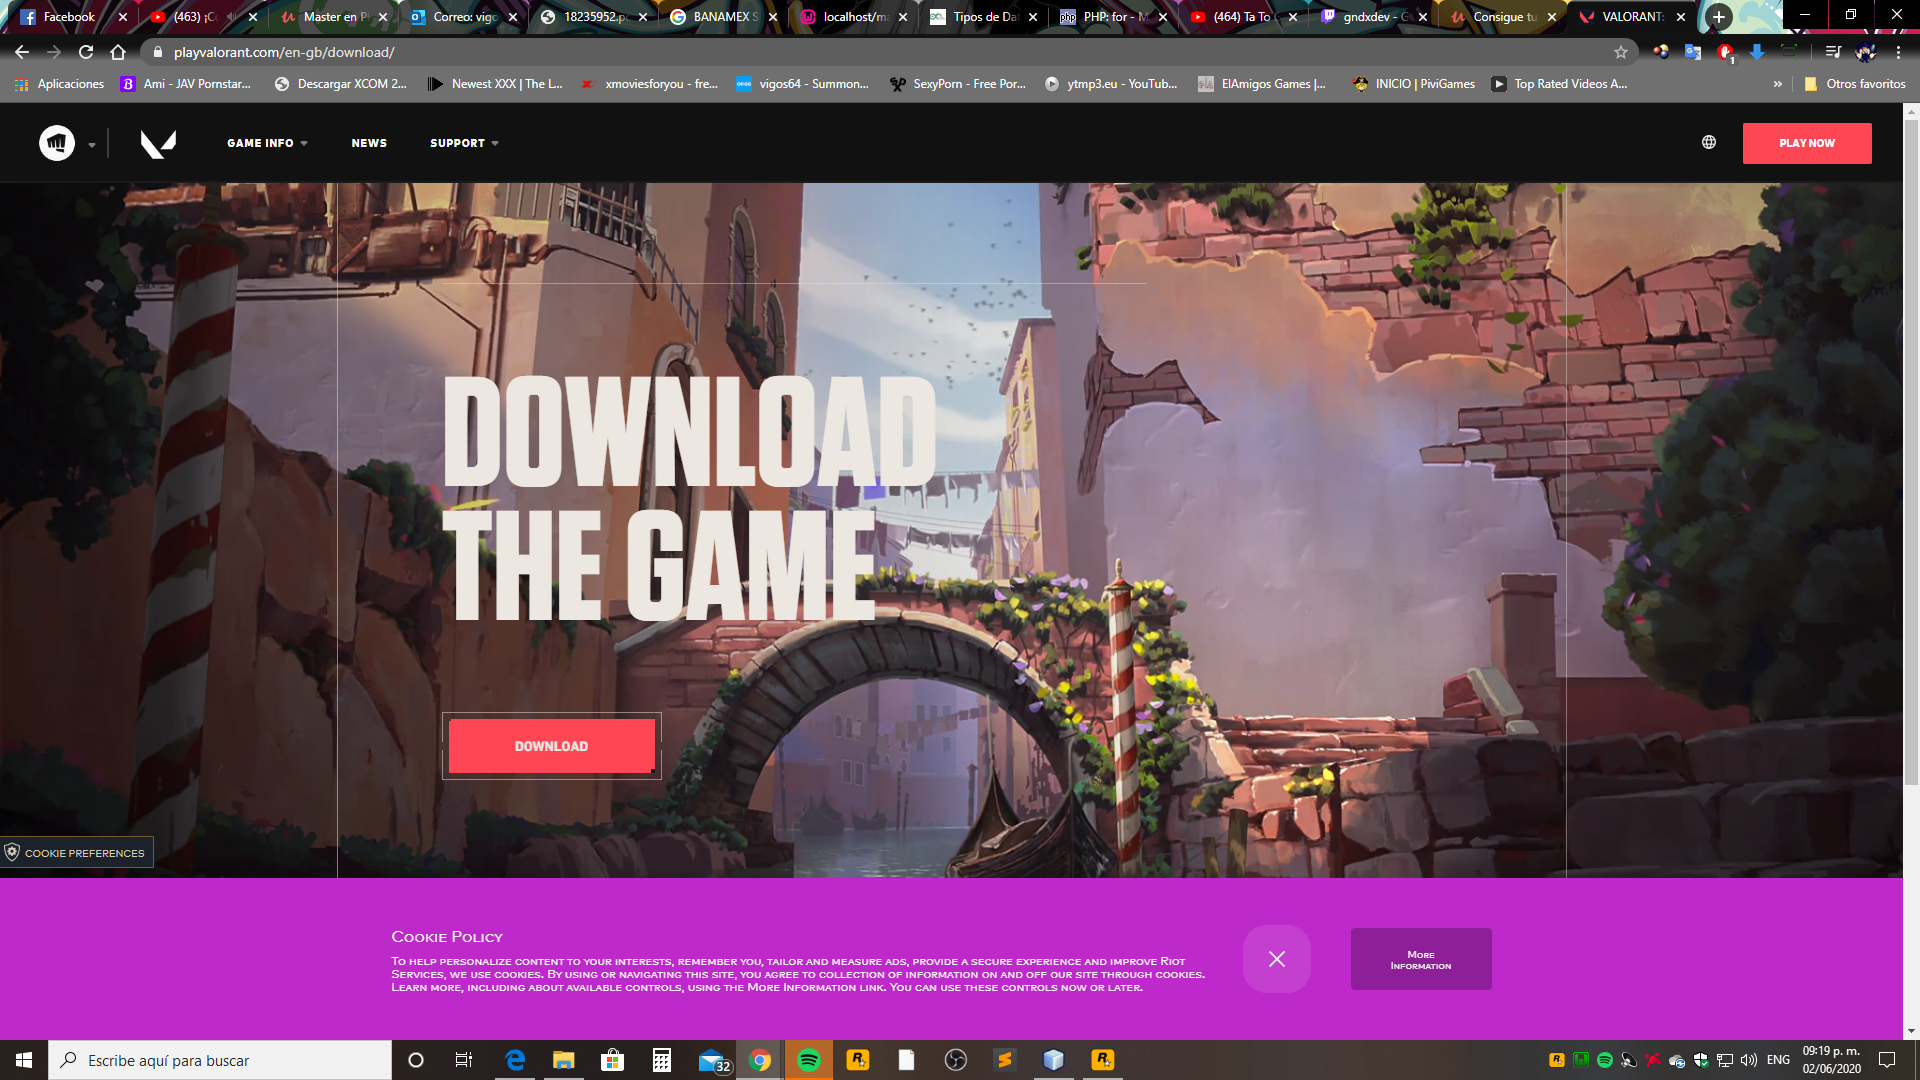 Facebook
(463) ¡C
Master en P
Correo: vigo
18235952.p
BANAMEX S
localhost/ma
Tipos de Da
PHP: for - M
(464) Ta To C
gndxdev - G
Consigue tu
VALORANT:
playvalorant.com/en-gb/download/
1
Aplicaciones
Ami - JAV Pornstar...
Descargar XCOM 2...
Newest XXX | The L...
xmoviesforyou - fre...
vigos64 - Summon...
SexyPorn - Free Por...
ytmp3.eu - YouTub...
ElAmigos Games |...
INICIO | PiviGames
Top Rated Videos A...
»
Otros favoritos
GAME INFO
NEWS
SUPPORT
PLAY NOW
DOWNLOAD
THE GAME
DOWNLOAD
COOKIE PREFERENCES
Cookie Policy
To help personalize content to your interests, remember you, tailor and measure ads, provide a secure experience and improve Riot
Services, we use cookies. By using or navigating this site, you agree to collection of information on and off our site through cookies.
Learn more, including about available controls, using the More Information link. You can use these controls now or later.
More
Information
Escribe aquí para buscar
32
ENG
09:19 p. m.
02/06/2020